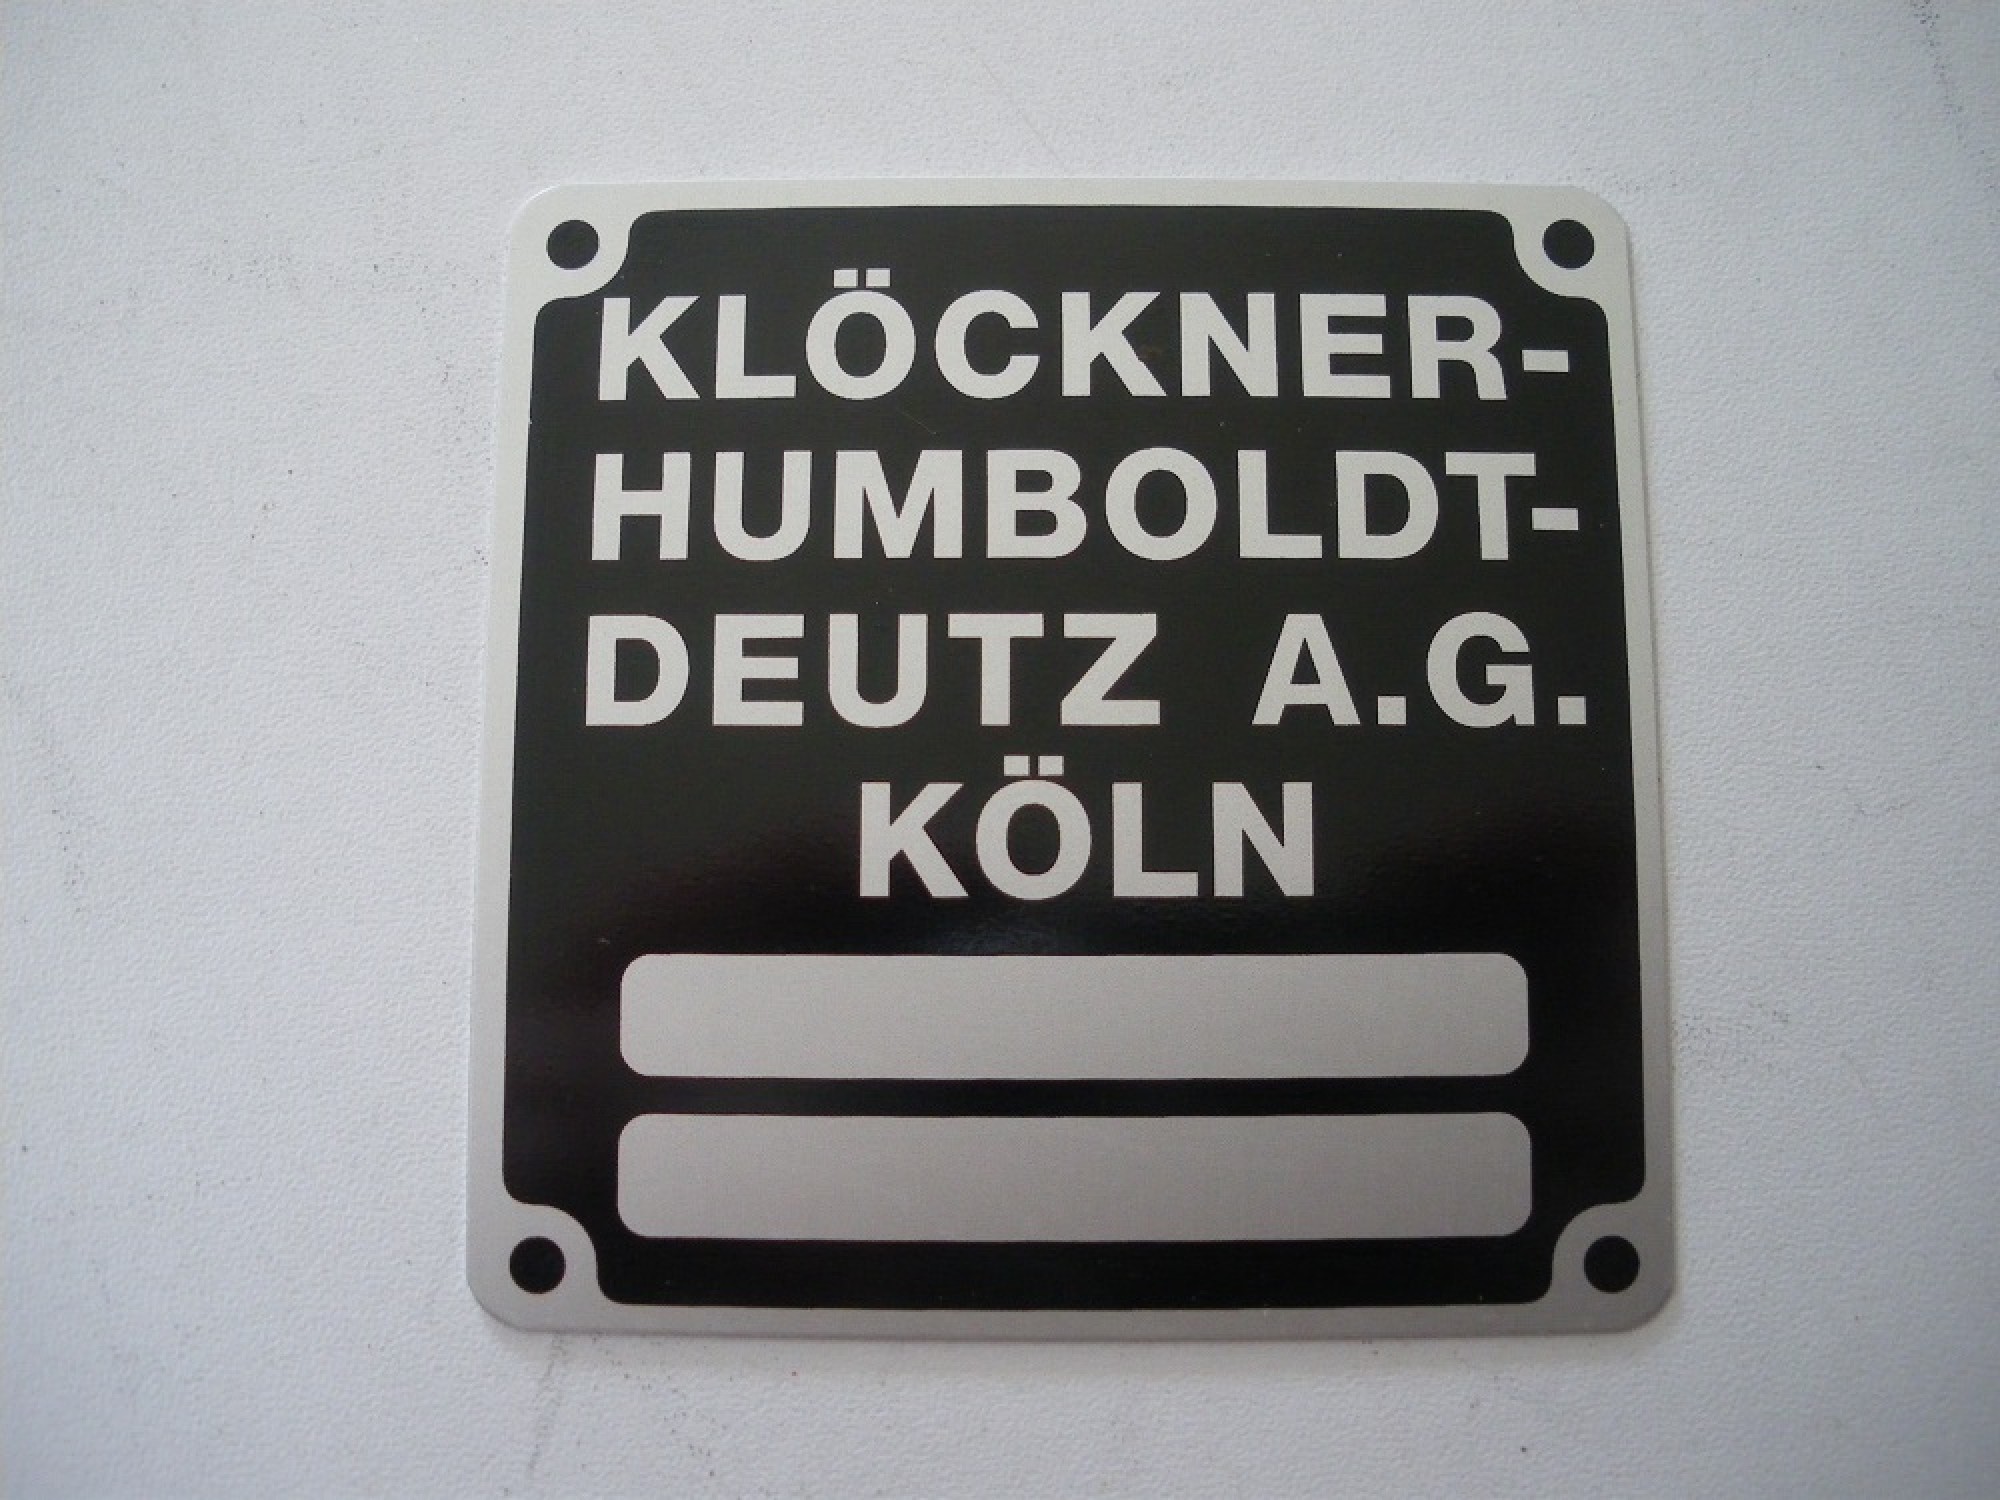 KLÖCKNER-
HUMBOLDT-
DEUTZ A.G.
KÖLN